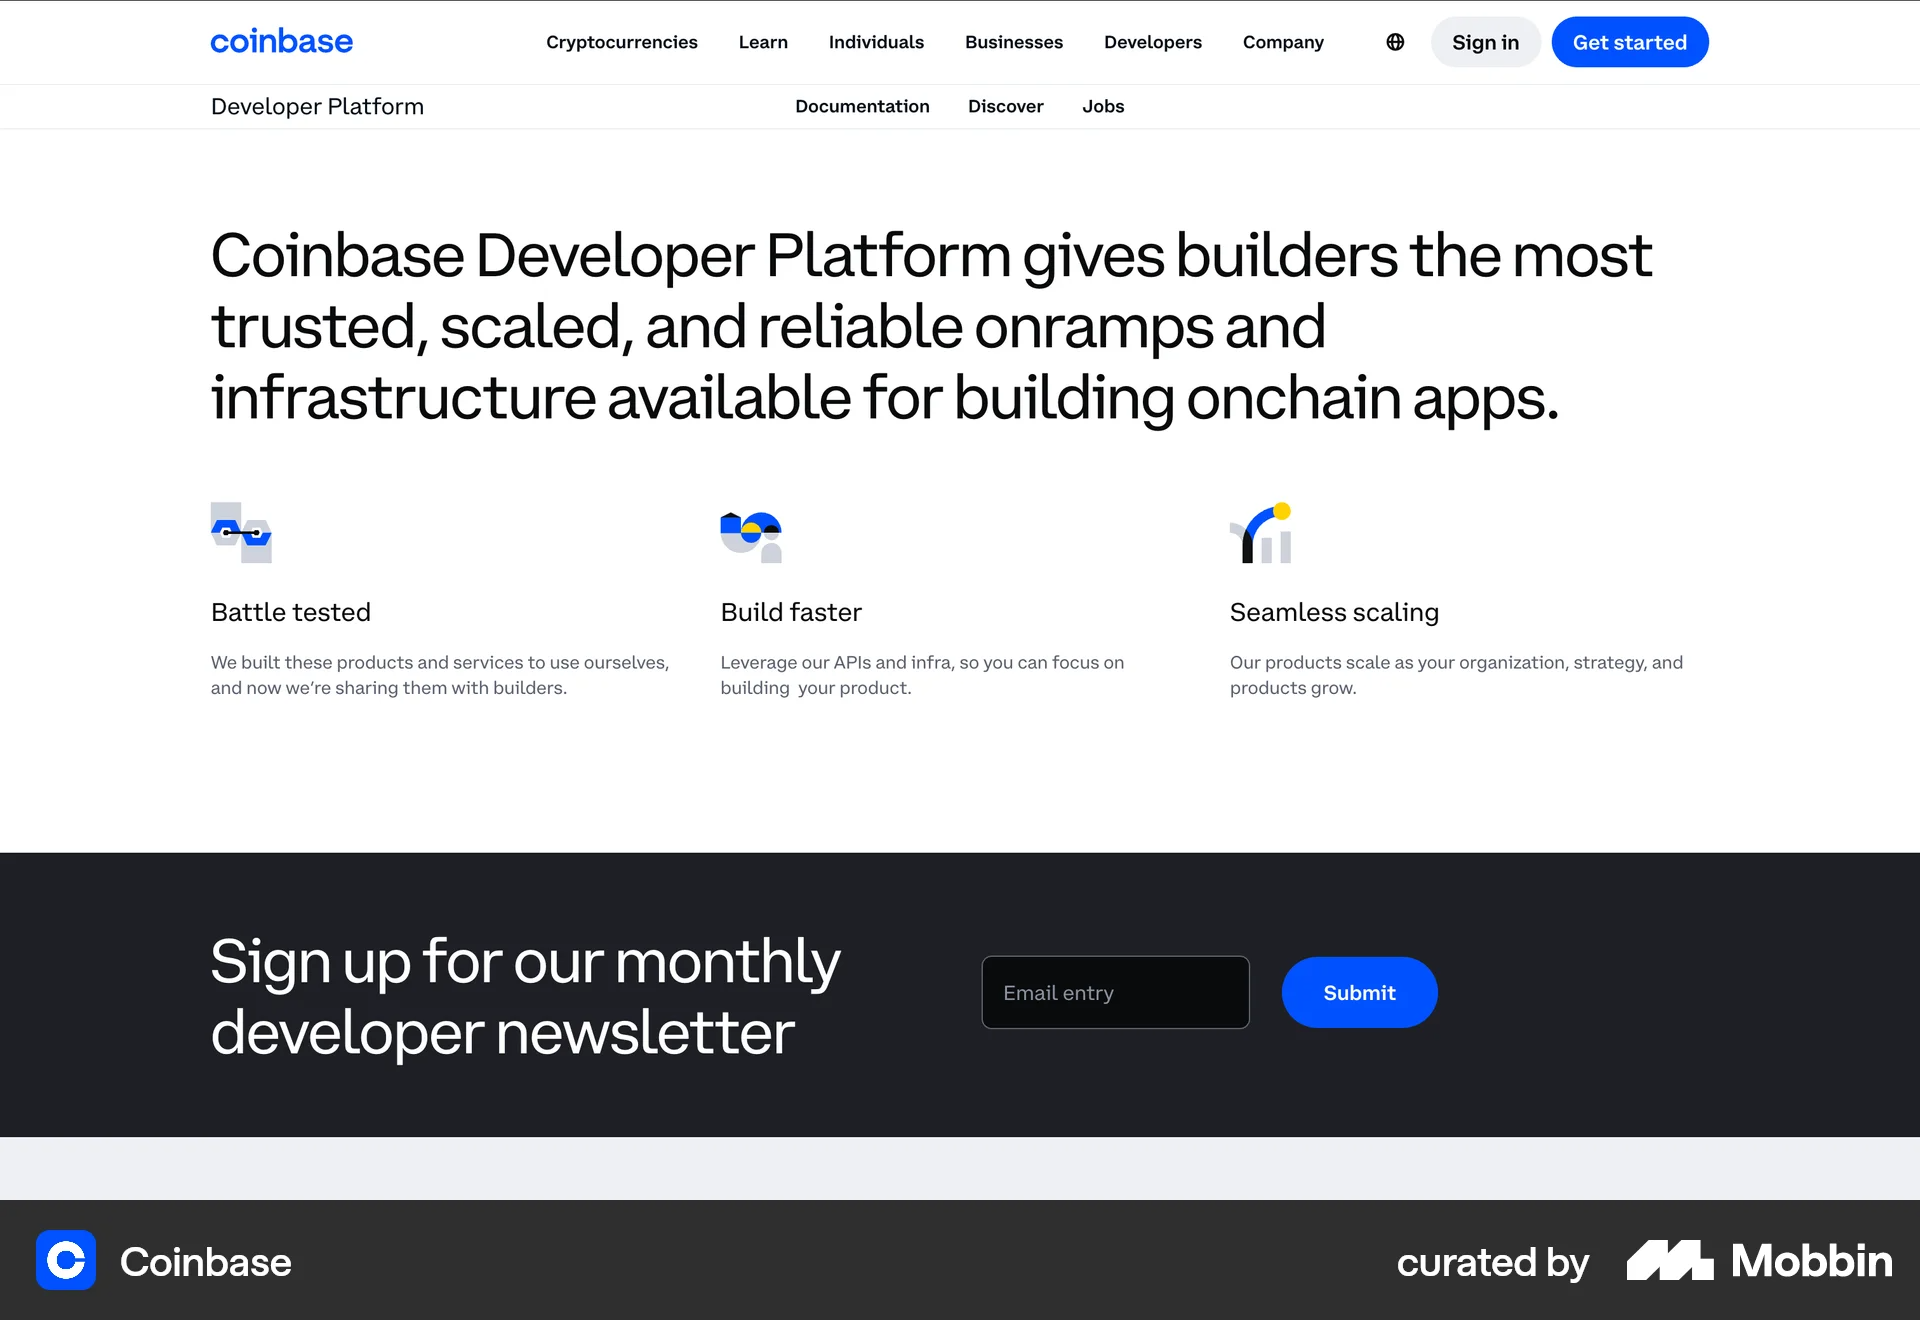 coinbase
Cryptocurrencies Learn Individuals Businesses Developers Company Sign in Get started
Developer Platform Documentation Discover Jobs
Coinbase Developer Platform gives builders the most
trusted, scaled, and reliable onramps and
infrastructure available for building onchain apps.
Battle tested
We built these products and services to use ourselves,
and now we’re sharing them with builders.
Build faster
Leverage our APIs and infra, so you can focus on
building  your product.
Seamless scaling
Our products scale as your organization, strategy, and
products grow.
Sign up for our monthly
developer newsletter
Email entry
Submit
Coinbase
curated by Mobbin